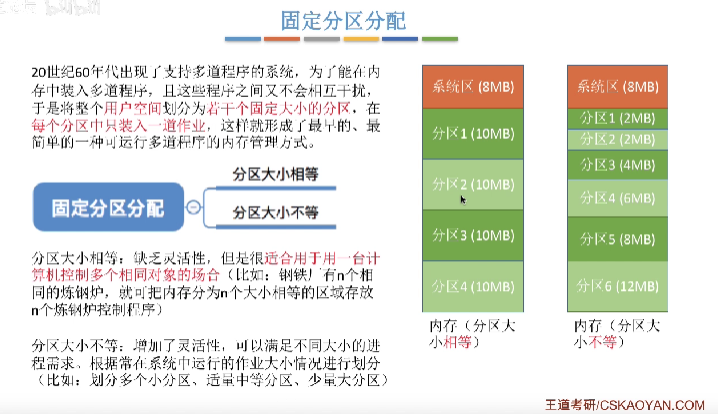 固定分区分配
20世纪60年代出现了支持多道程序的系统，为了能在内
存中装入多道程序，且这些程序之间又不会相互干扰，
于是将整个用户空间划分为若干个固定大小的分区，在
每个分区中只装入一道作业，这样就形成了最早的、最
简单的一种可运行多道程序的内存管理方式。
固定分区分配
分区大小相等
分区大小不等
分区大小相等：缺乏灵活性，但是很适合用于用一台计
算机控制多个相同对象的场合（比如：钢铁厂有n个相
同的炼钢炉，就可把内存分为n个大小相等的区域存放
n个炼钢炉控制程序）
分区大小不等：增加了灵活性，可以满足不同大小的进
程需求。根据常在系统中运行的作业大小情况进行划分
（比如：划分多个小分区、适量中等分区、少量大分区）
系统区 (8MB)
分区1 (10MB)
分区2 (10MB)
分区3 (10MB)
分区4 (10MB)
内存（分区大
小相等）
系统区 (8MB)
分区1 (2MB)
分区2 (2MB)
分区3 (4MB)
分区4 (6MB)
分区5 (8MB)
分区6 (12MB)
内存（分区大
小不等）
王道考研/CSKAOYAN.COM